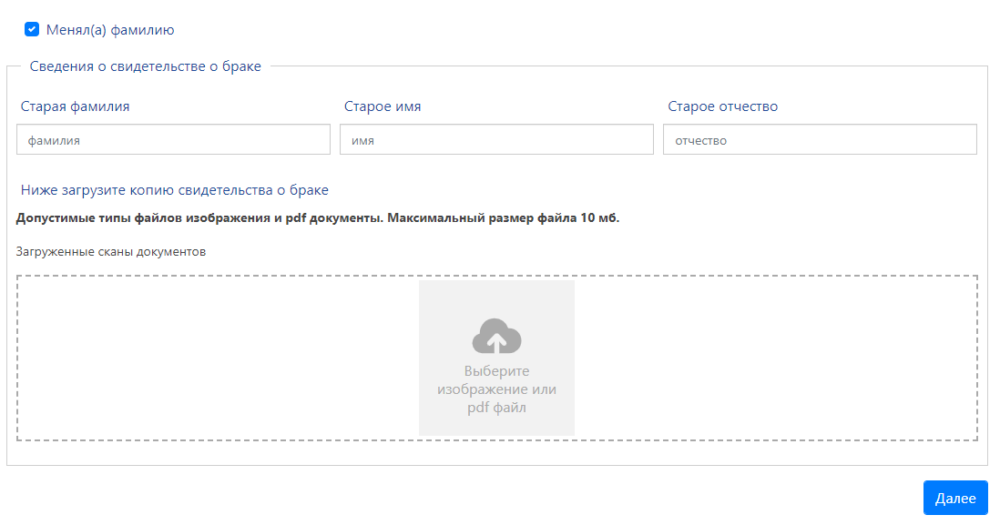 Менял(а) фамилию
Сведения о свидетельстве о браке
Старая фамилия Старое имя Старое отчество
фамилия имя отчество
Ниже загрузите копию свидетельства о браке
Допустимые типы файлов изображения и pdf документы. Максимальный размер файла 10 мб.
Загруженные сканы документов
Выберите
изображение или
pdf файл
Далее